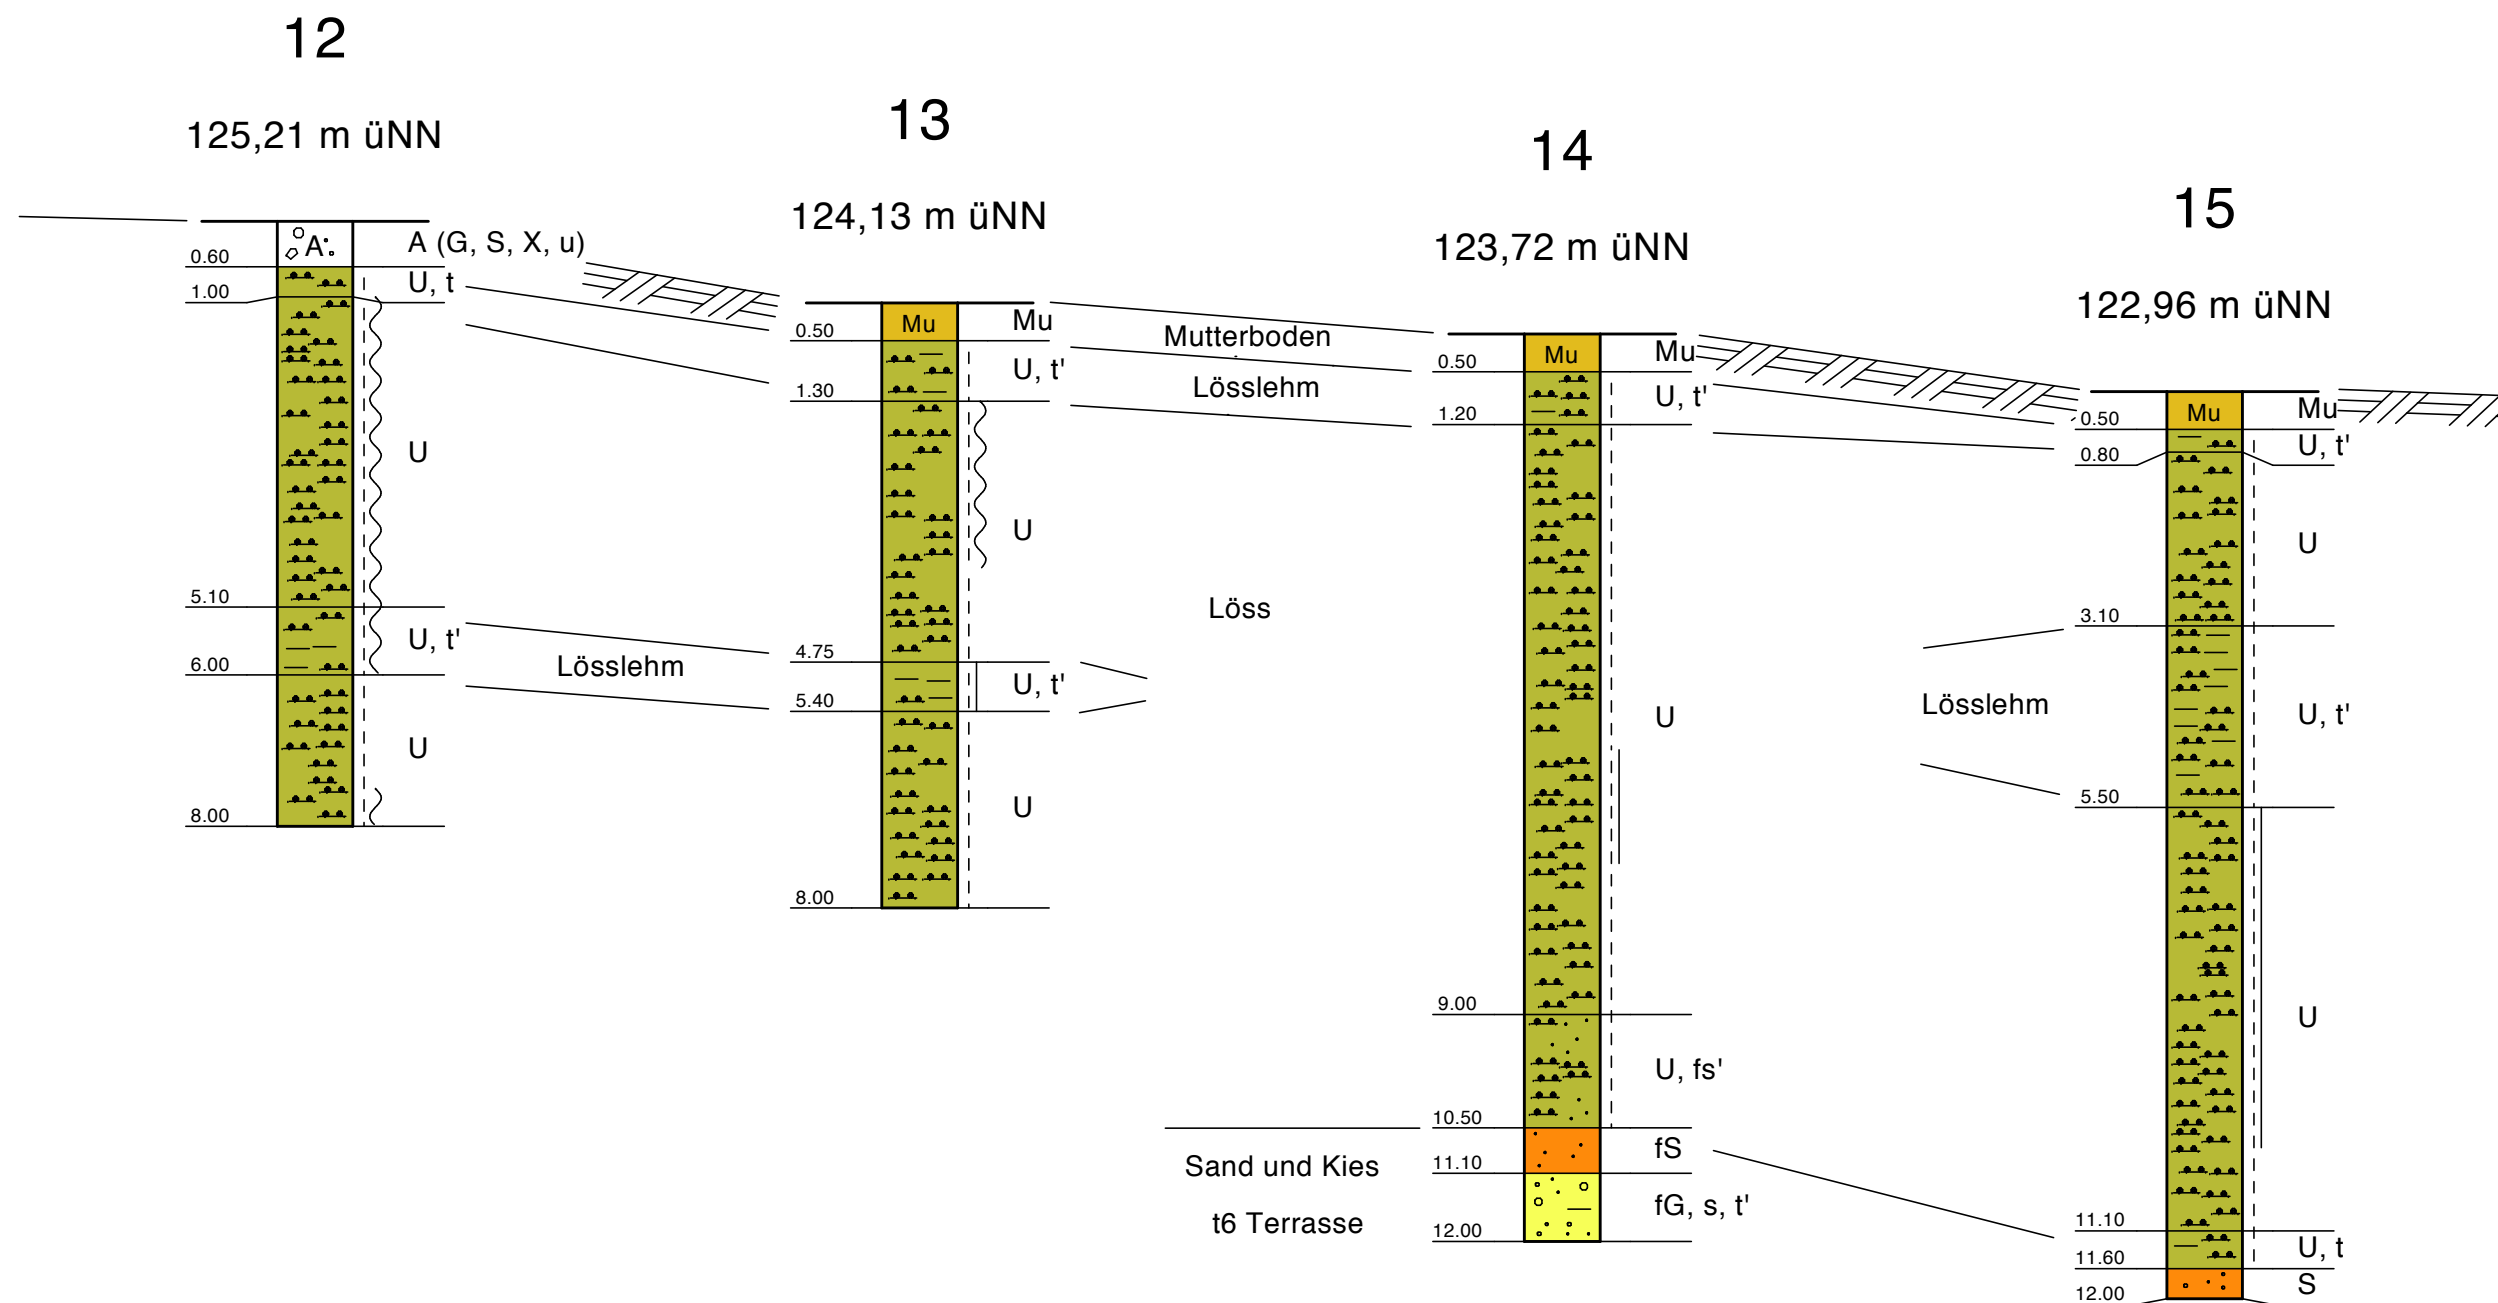 12
125,21 m üNN
A
A (G, S, X, u)
0.60
U, t
1.00
U
5.10
U, t'
6.00
U
8.00
Lösslehm
13
124,13 m üNN
Mu
Mu
0.50
U, t'
1.30
U
4.75
U, t'
5.40
U
8.00
Mutterboden
Lösslehm
Löss
Sand und Kies
t6 Terrasse
14
123,72 m üNN
Mu
Mu
0.50
U, t'
1.20
U
9.00
U, fs'
10.50
fS
11.10
fG, s, t'
12.00
Lösslehm
15
122,96 m üNN
Mu
Mu
0.50
U, t'
0.80
U
3.10
U, t'
5.50
U
11.10
U, t
11.60
S
12.00